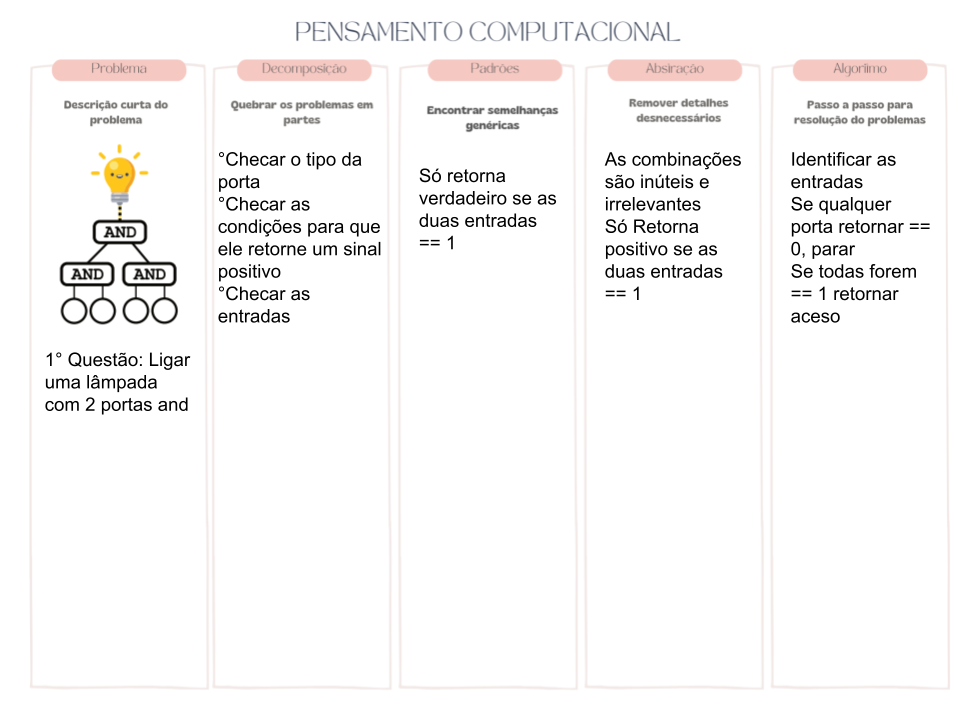 PENSAMENTO COMPUTACIONAL
Problema
Descrição curta do
problema
AND
AND AND
1° Questão: Ligar
uma lâmpada
com 2 portas and
Decomposição
Quebrar os problemas em
partes
°Checar o tipo da
porta
°Checar as
condições para que
ele retorne um sinal
positivo
°Checar as
entradas
Padrões
Encontrar semelhanças
genéricas
Só retorna
verdadeiro se as
duas entradas
== 1
Abstração
Remover detalhes
desnecessários
As combinações
são inúteis e
irrelevantes
Só Retorna
positivo se as
duas entradas
== 1
Algoritmo
Passo a passo para
resolução do problemas
Identificar as
entradas
Se qualquer
porta retornar ==
0, parar
Se todas forem
== 1 retornar
aceso